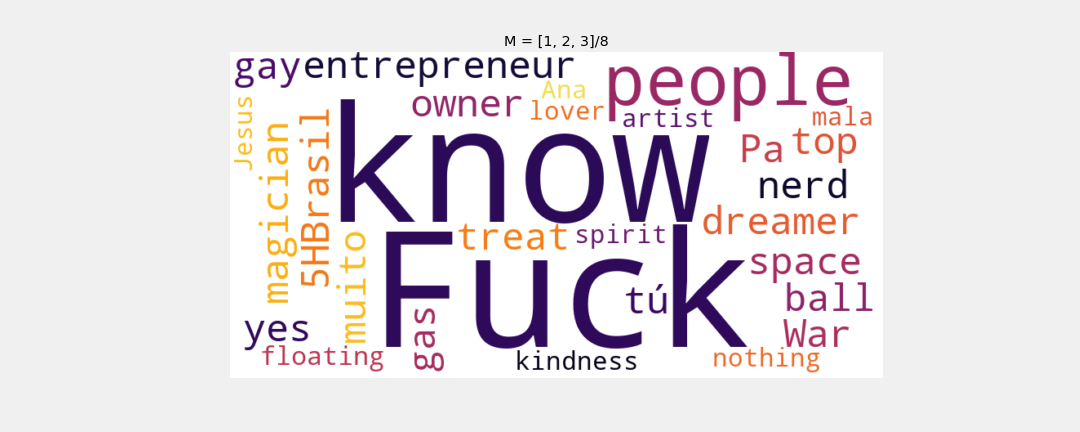 M = [1, 2, 3]/8
gay entrepreneur
people
Ana
owner
lover
artist
mala
Jesus
magician
5HBrasil
know
Pa
top
nerd
dreamer
treat
spirit
muito
Fuck
tú
space
ball
yes
gas
War
floating
kindness
nothing